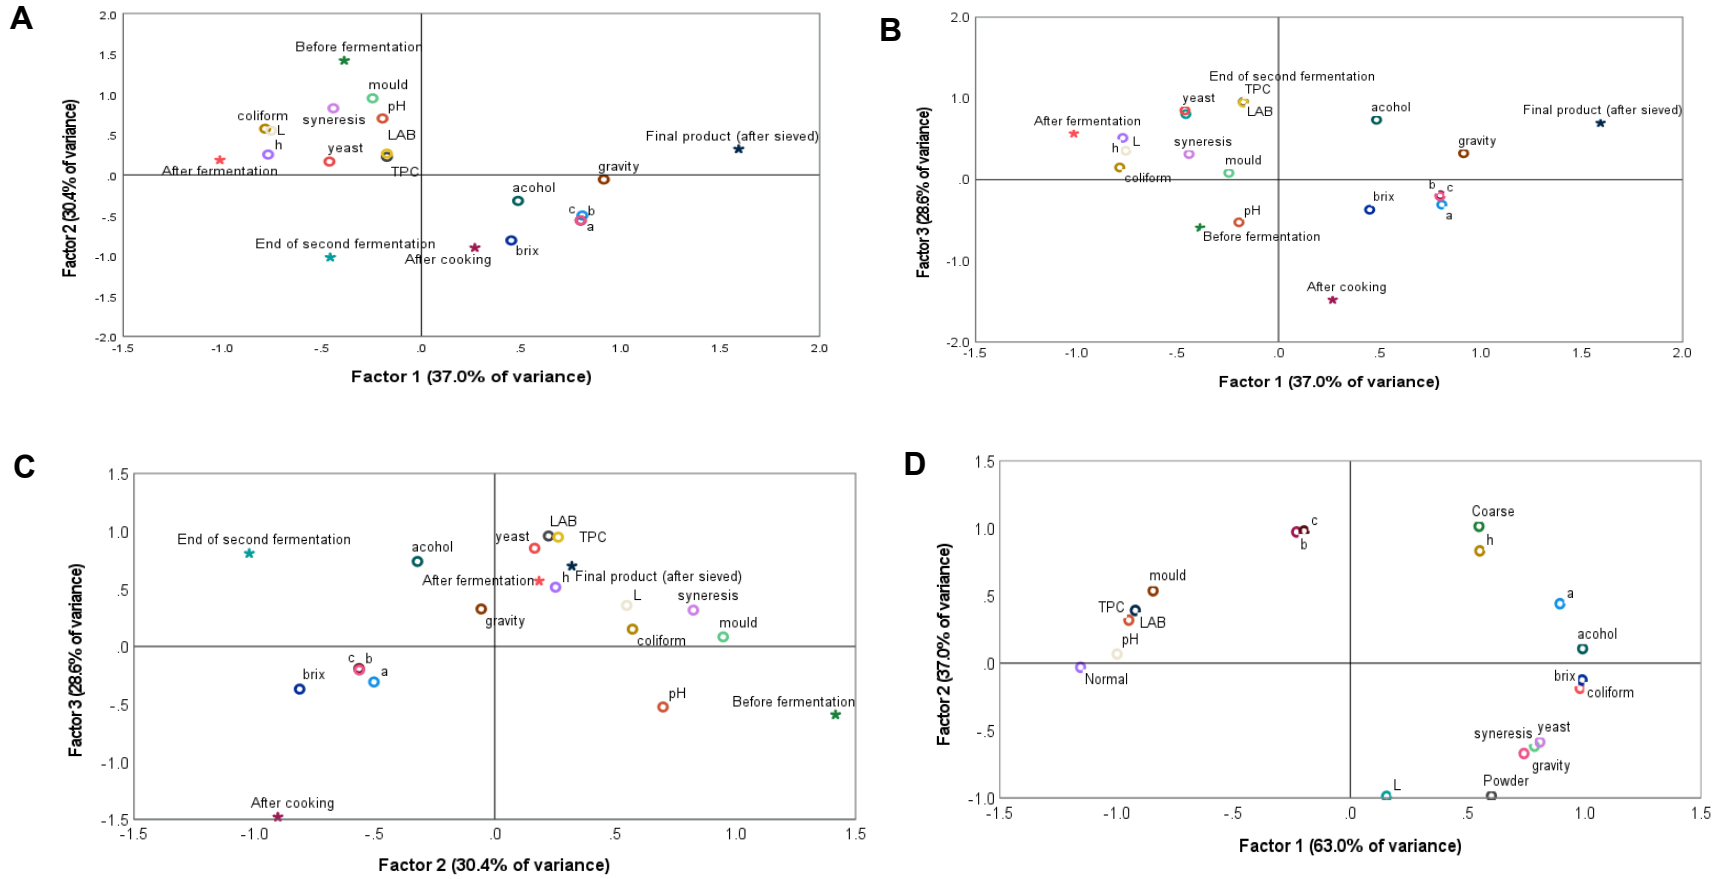 A
2.0
1.5
1.0
.5
.0
-.5
-1.0
-1.5
-2.0
Factor 2 (30.4% of variance)
Before fermentation
mould
pH
coliform
L
syneresis
LAB
h
yeast
After fermentation
TPC
Final product (after sieved)
gravity
acohol
c
b
a
End of second fermentation
brix
After cooking
-1.5
-1.0
-.5
.0
.5
1.0
1.5
2.0
Factor 1 (37.0% of variance)
B
2.0
1.0
.0
-1.0
-2.0
Factor 3 (28.6% of variance)
End of second fermentation
TPC
yeast
LAB
acohol
Final product (after sieved)
After fermentation
L
h
syneresis
gravity
mould
coliform
b
c
brix
a
pH
Before fermentation
After cooking
-1.5
-1.0
-.5
.0
.5
1.0
1.5
2.0
Factor 1 (37.0% of variance)
C
1.5
1.0
.5
.0
-.5
-1.0
-1.5
Factor 3 (28.6% of variance)
LAB
End of second fermentation
yeast
TPC
acohol
After fermentation
h
Final product (after sieved)
L
syneresis
gravity
mould
coliform
c
b
brix
a
pH
Before fermentation
After cooking
-1.5
-1.0
-.5
.0
.5
1.0
1.5
Factor 2 (30.4% of variance)
D
1.5
1.0
.5
.0
-.5
-1.0
Factor 2 (37.0% of variance)
c
b
Coarse
h
mould
a
TPC
LAB
pH
acohol
Normal
brix
coliform
syneresis
yeast
gravity
L
Powder
-1.5
-1.0
-.5
.0
.5
1.0
1.5
Factor 1 (63.0% of variance)